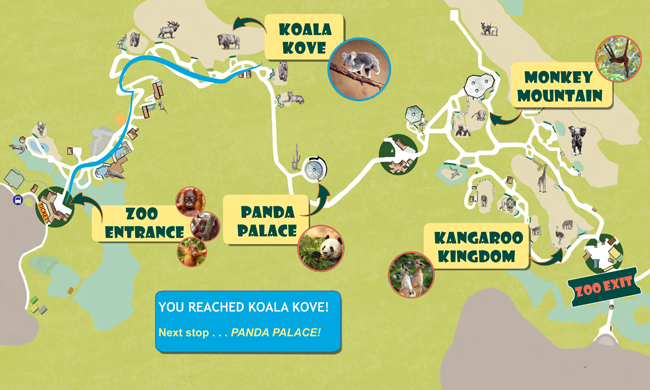 KOALA
KOVE
MONKEY
MOUNTAIN
ZOO
ENTRANCE
PANDA
PALACE
KANGAROO
KINGDOM
ZOO EXIT
YOU REACHED KOALA KOVE!
Next stop . . . PANDA PALACE!